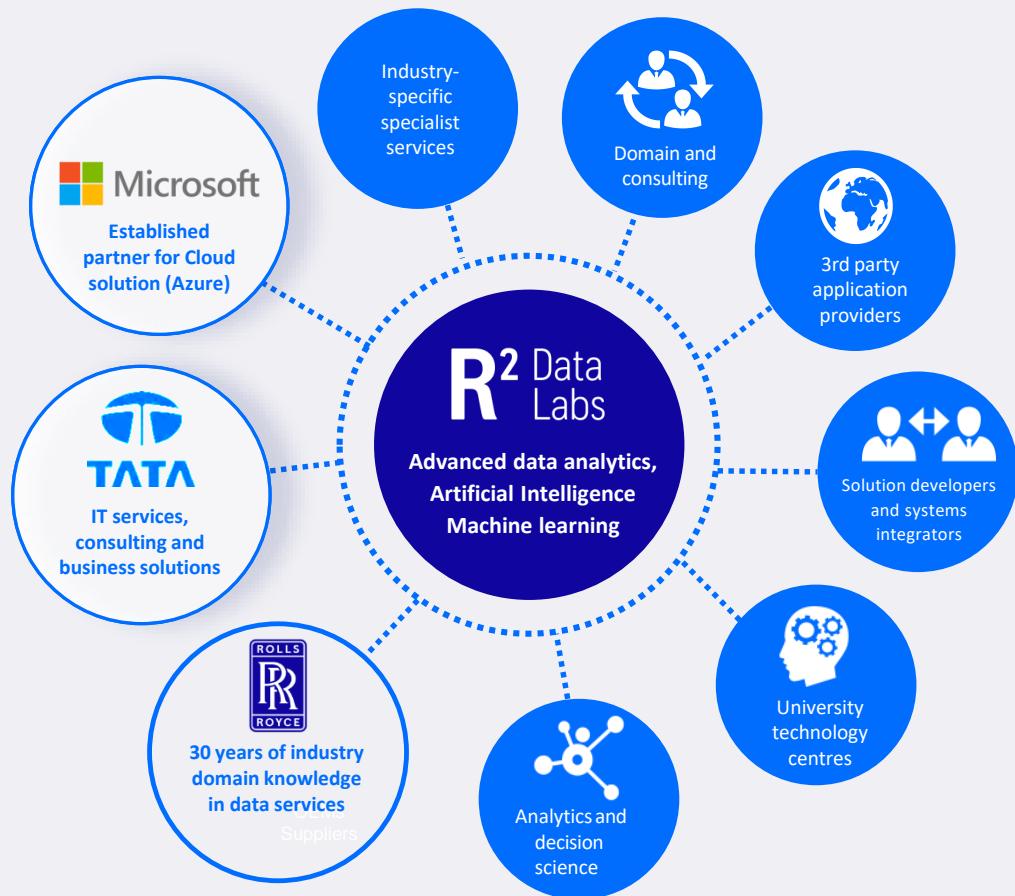 Industry-
specific
specialist
services
Domain and
consulting
Microsoft
Established
partner for Cloud
solution (Azure)
3rd party
application
providers
R² Data
Labs
Advanced data analytics,
Artificial Intelligence
Machine learning
TATA
IT services,
consulting and
business solutions
Solution developers
and systems
integrators
ROLLS
RR
ROYCE
30 years of industry
domain knowledge
in data services
OEMs
Suppliers
University
technology
centres
Analytics and
decision
science